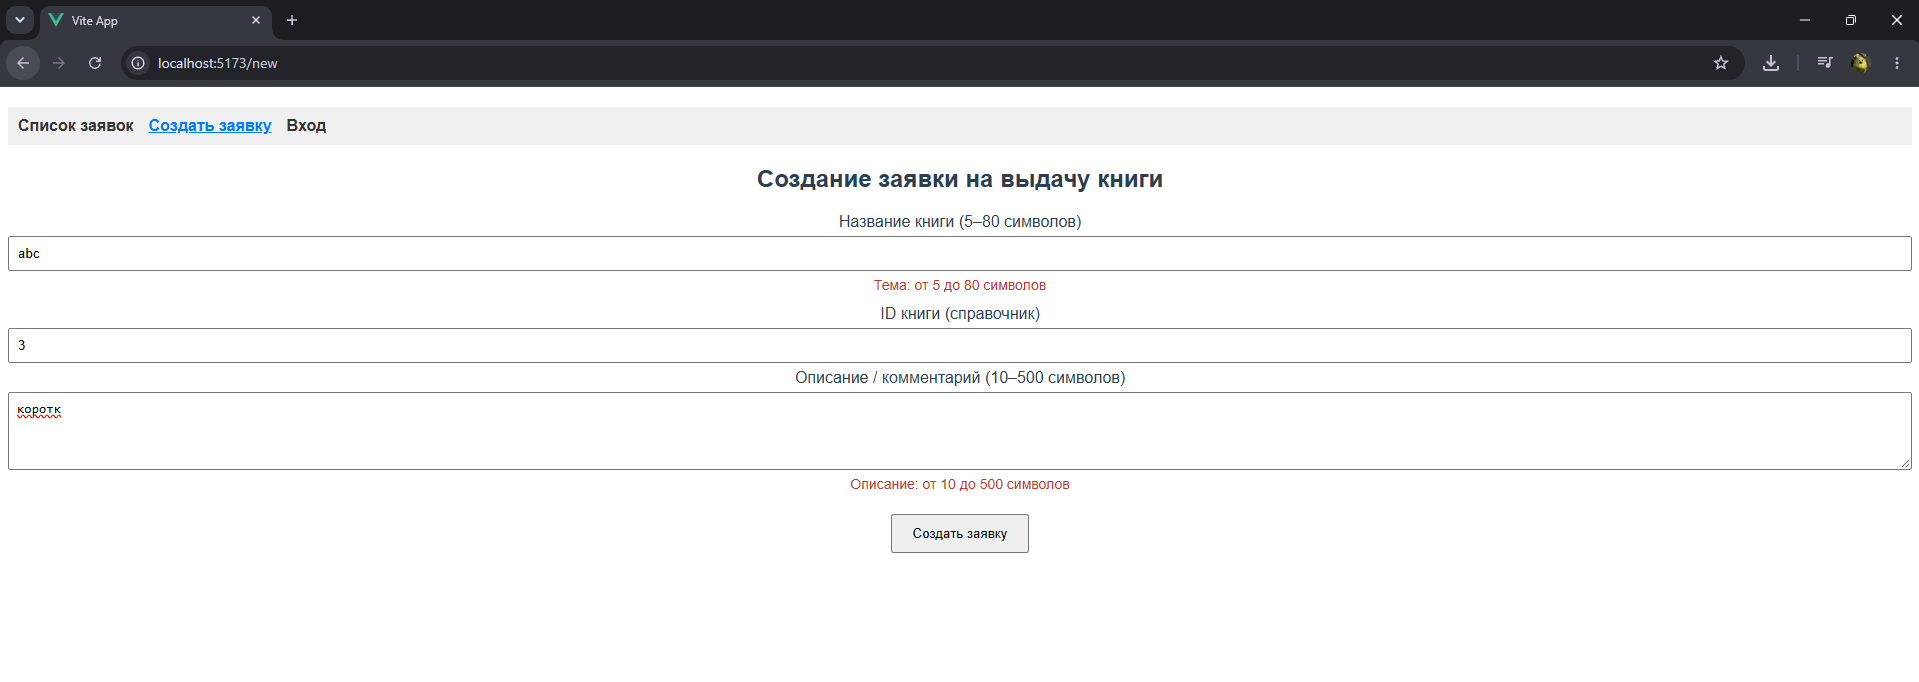 Vite App
localhost:5173/new
Список заявок Создать заявку Вход
Создание заявки на выдачу книги
Название книги (5–80 символов)
abc
Тема: от 5 до 80 символов
ID книги (справочник)
3
Описание / комментарий (10–500 символов)
коротк
Описание: от 10 до 500 символов
Создать заявку